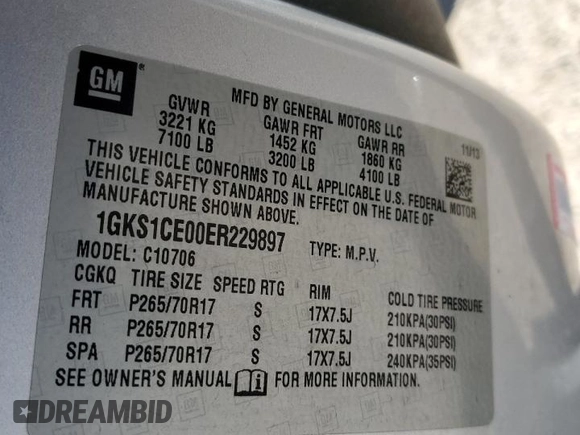 GM ®
MFD BY GENERAL MOTORS LLC
GVWR GAWR FRT GAWR RR 11/13
3221 KG 1452 KG 1860 KG
7100 LB 3200 LB 4100 LB
THIS VEHICLE CONFORMS TO ALL APPLICABLE U.S. FEDERAL MOTOR
VEHICLE SAFETY STANDARDS IN EFFECT ON THE DATE OF
MANUFACTURE SHOWN ABOVE.
1GKS1CE00ER229897 TYPE: M.P.V.
MODEL: C10706
CGKQ TIRE SIZE SPEED RTG RIM COLD TIRE PRESSURE
FRT P265/70R17 S 17X7.5J 210KPA(30PSI)
RR P265/70R17 S 17X7.5J 210KPA(30PSI)
SPA P265/70R17 S 17X7.5J 240KPA(35PSI)
SEE OWNER'S MANUAL FOR MORE INFORMATION.
DREAMBID